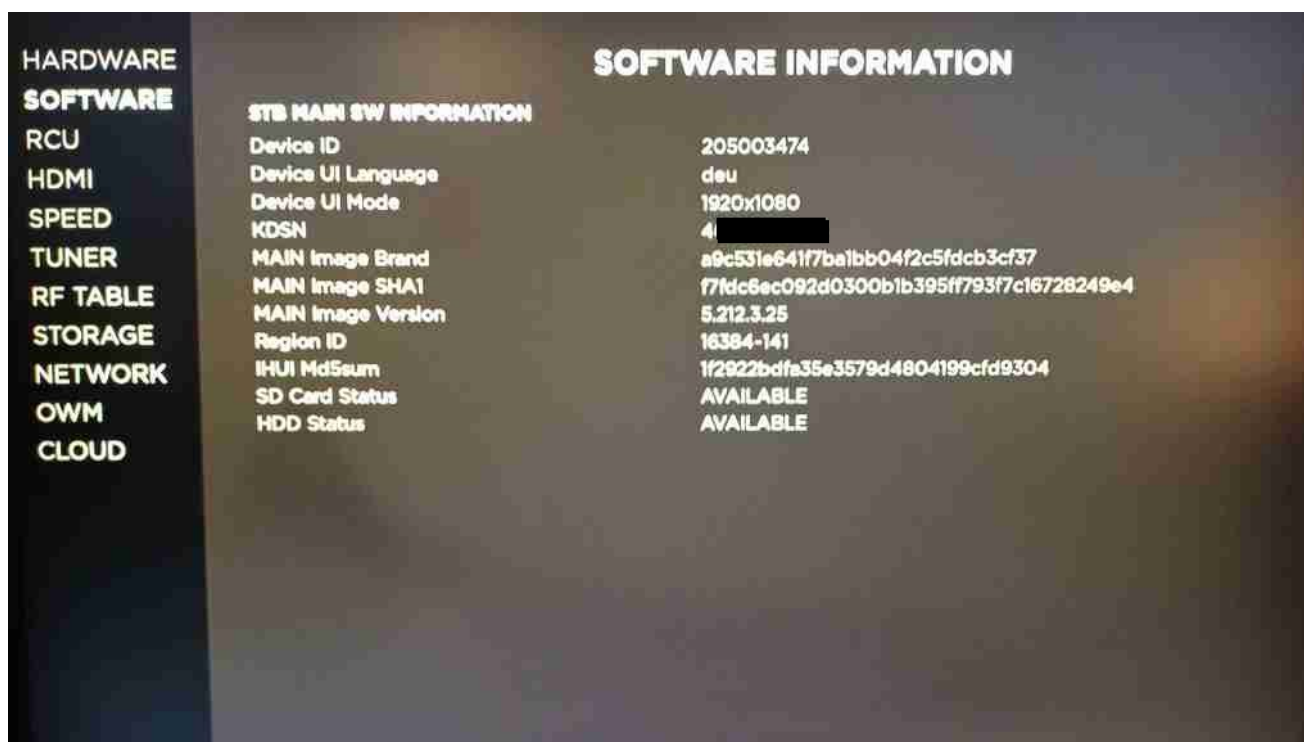 HARDWARE
SOFTWARE
RCU
HDMI
SPEED
TUNER
RF TABLE
STORAGE
NETWORK
OWM
CLOUD
SOFTWARE INFORMATION
STB MAIN SW INFORMATION
Device ID 205003474
Device UI Language deu
Device UI Mode 1920x1080
KDSN
MAIN Image Brand a9c531e641f7ba1bb04f2c5fdcb3cf37
MAIN Image SHA1 f7fdc6ec092d0300b1b395ff793f7c16728249e4
MAIN Image Version 5.212.3.25
Region ID 16384-141
IHUI Md5sum 1f2922bdfa35e3579d4804199cfd9304
SD Card Status AVAILABLE
HDD Status AVAILABLE